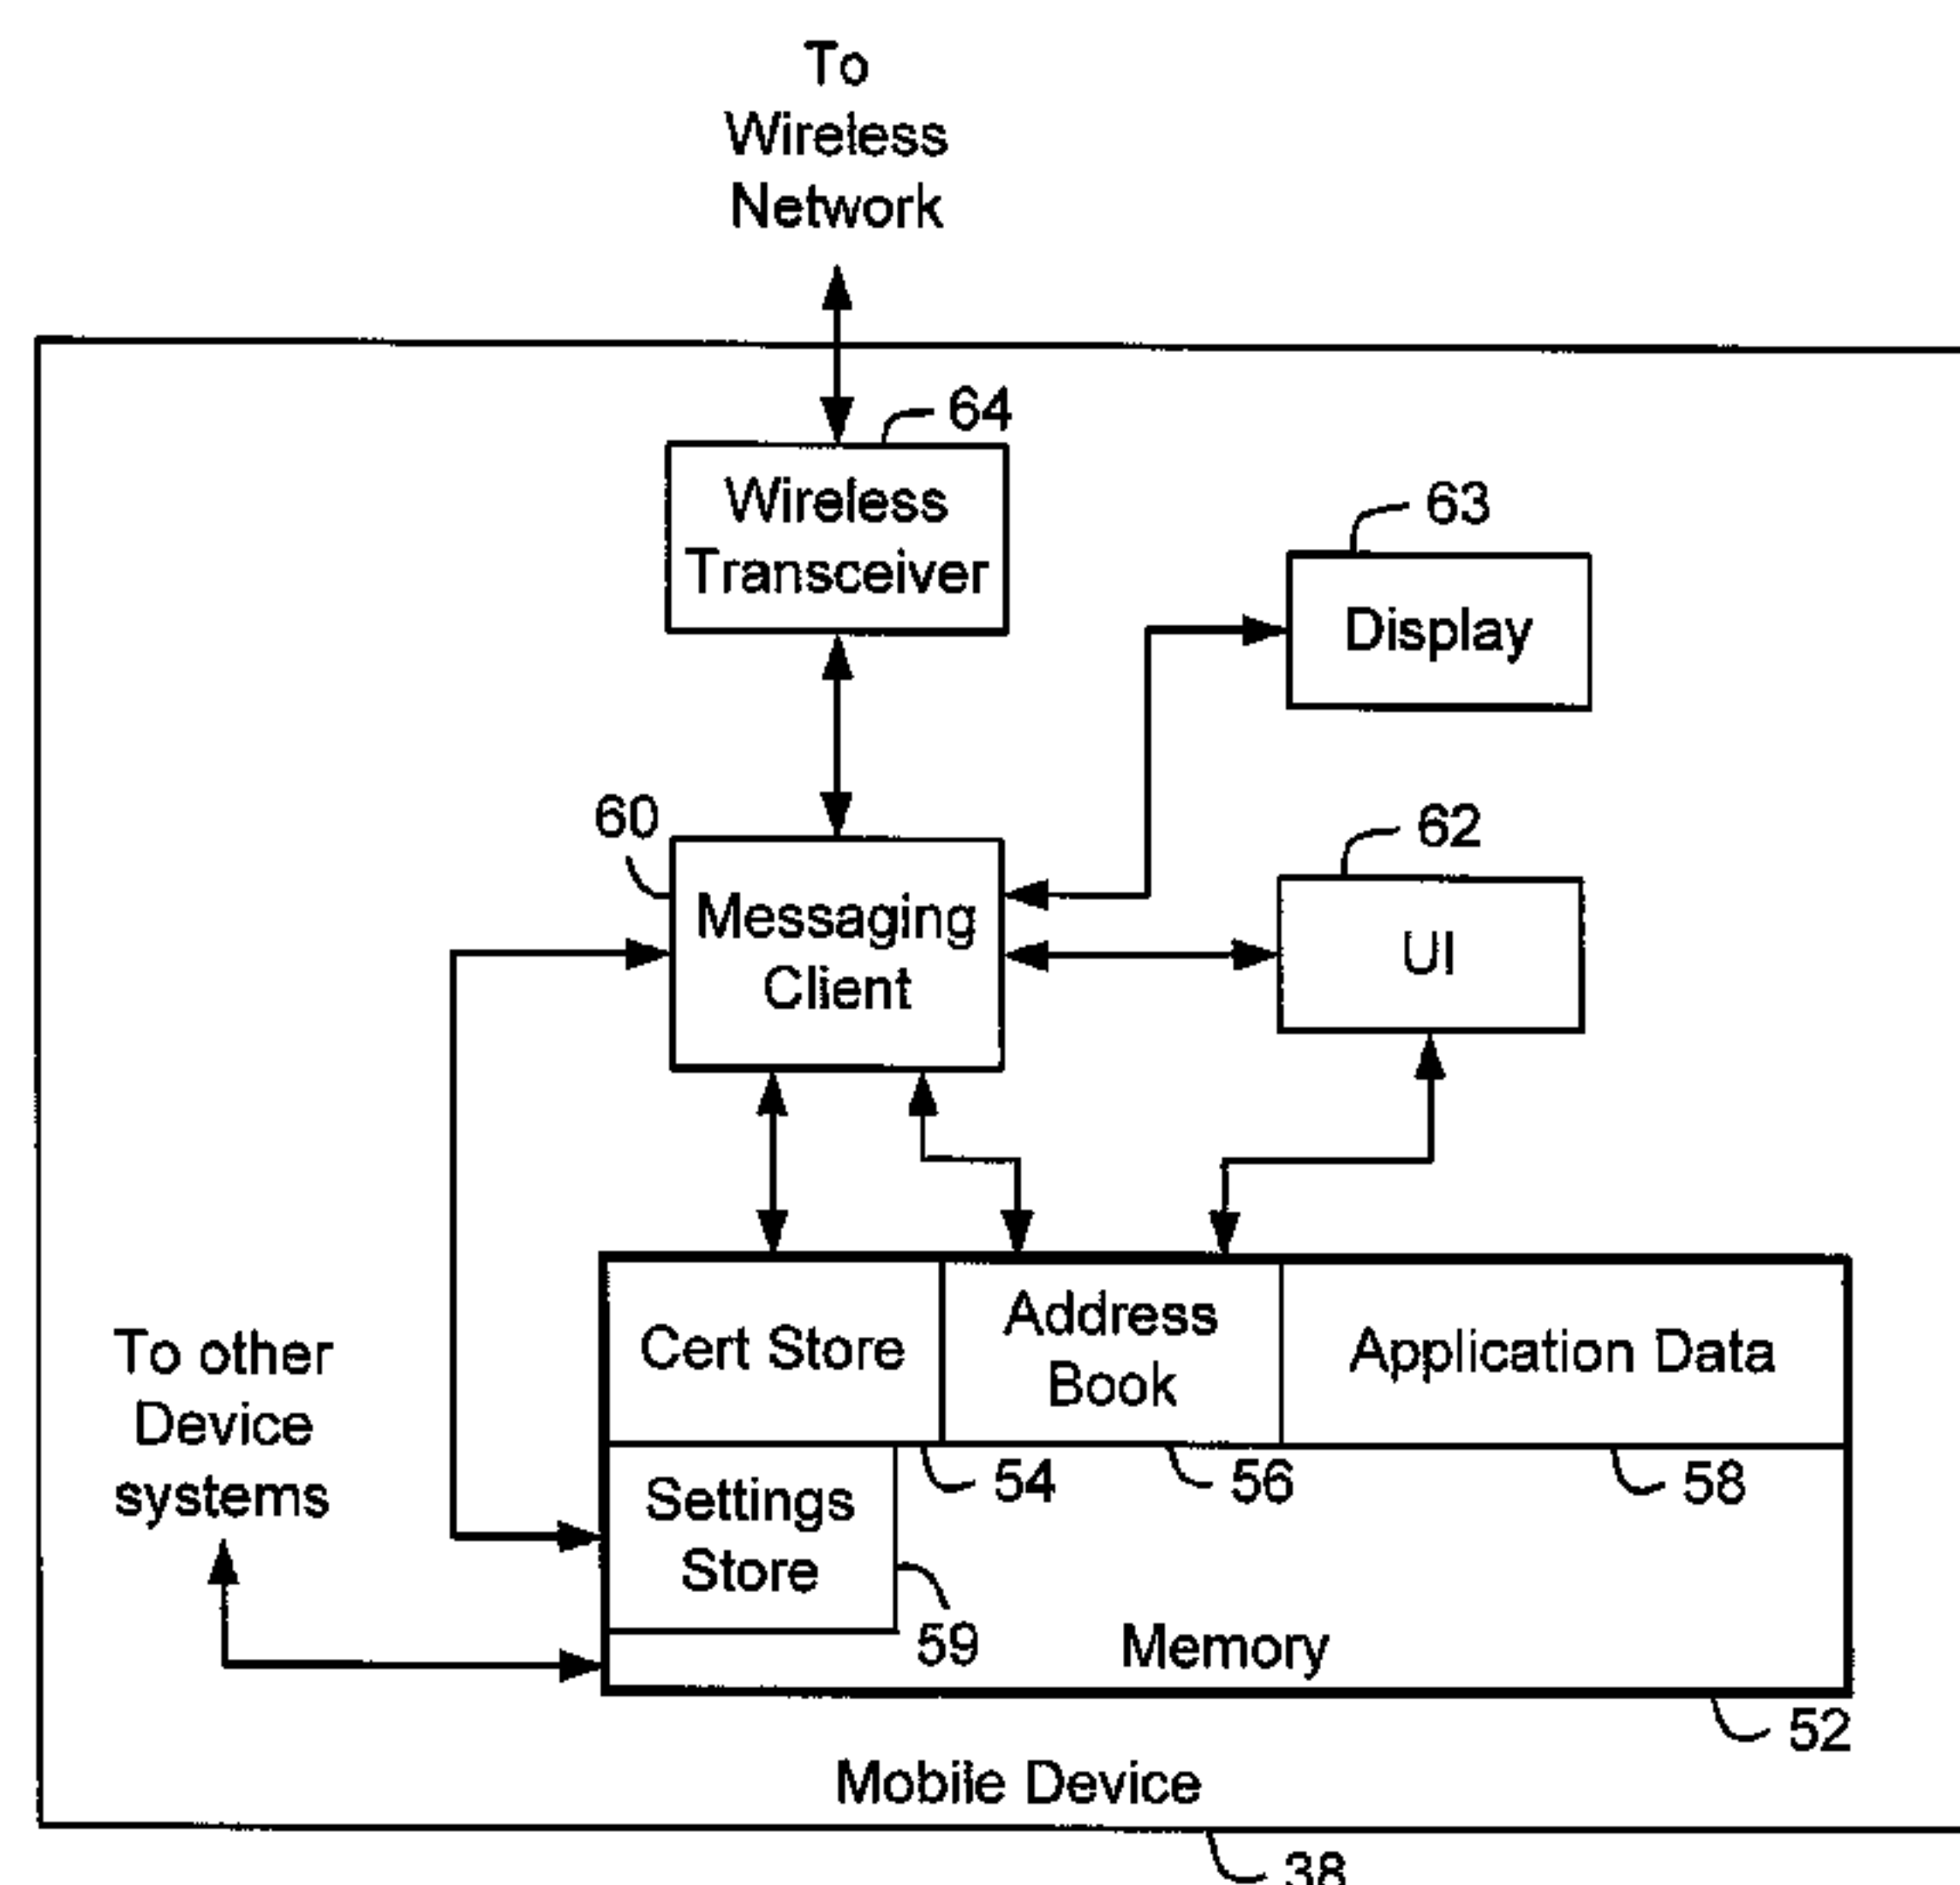 To
Wireless
Network
64
Wireless
Transceiver
63
Display
60
62
Messaging
Client
UI
Cert Store
Address
Book
Application Data
To other
Device
systems
54
56
58
Settings
Store
59
Memory
52
Mobile Device
38